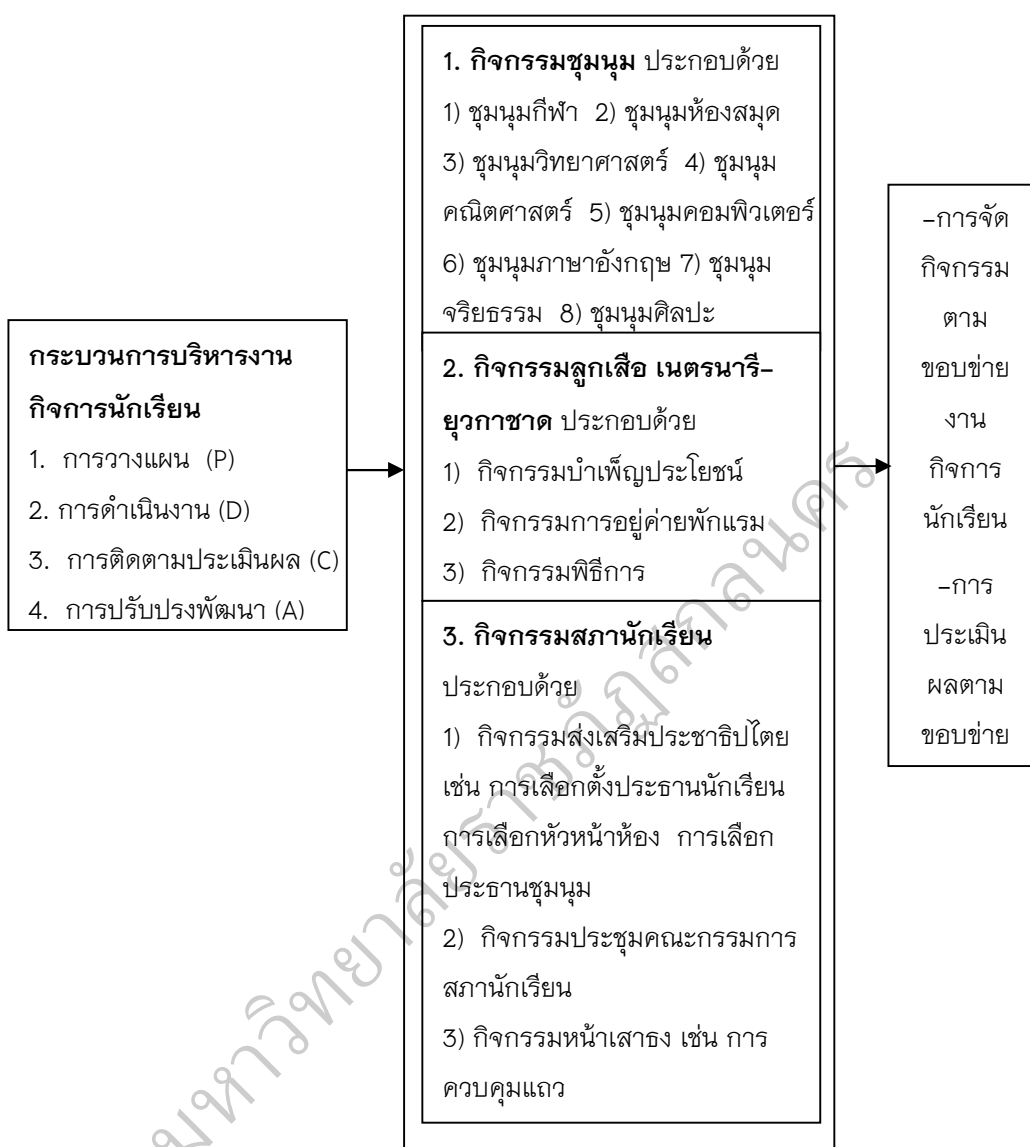 กระบวนการบริหารงาน
กิจการนักเรียน
1. การวางแผน (P)
2. การดำเนินงาน (D)
3. การติดตามประเมินผล (C)
4. การปรับปรุงพัฒนา (A)
1. กิจกรรมชุมนุม ประกอบด้วย
1) ชุมนุมกีฬา 2) ชุมนุมห้องสมุด
3) ชุมนุมวิทยาศาสตร์ 4) ชุมนุม
คณิตศาสตร์ 5) ชุมนุมคอมพิวเตอร์
6) ชุมนุมภาษาอังกฤษ 7) ชุมนุม
จริยธรรม 8) ชุมนุมศิลปะ
2. กิจกรรมลูกเสือ เนตรนารี-
ยุวกาชาด ประกอบด้วย
1) กิจกรรมบำเพ็ญประโยชน์
2) กิจกรรมการอยู่ค่ายพักแรม
3) กิจกรรมพิธีการ
3. กิจกรรมสภานักเรียน
ประกอบด้วย
1) กิจกรรมส่งเสริมประชาธิปไตย
เช่น การเลือกตั้งประธานนักเรียน
การเลือกหัวหน้าห้อง การเลือก
ประธานชุมนุม
2) กิจกรรมประชุมคณะกรรมการ
สภานักเรียน
3) กิจกรรมหน้าเสาธง เช่น การ
ควบคุมแถว
-การจัด
กิจกรรม
ตาม
ขอบข่าย
งาน
กิจการ
นักเรียน
-การ
ประเมิน
ผลตาม
ขอบข่าย
มหาวิทยาลัยราชภัฏสกลนคร